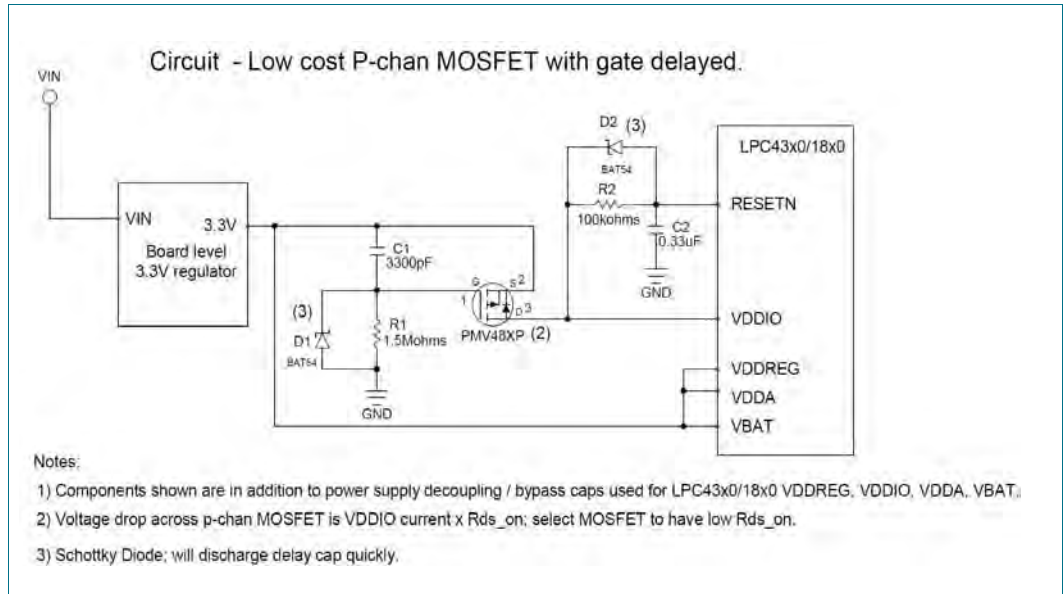 Circuit - Low cost P-chan MOSFET with gate delayed.
VIN
VIN
3.3V
Board level
3.3V regulator
C1
3300pF
(3)
D1
BAT54
R1
1.5Mohms
GND
G
S 2
1
D 3
PMV48XP (2)
D2 (3)
BAT54
R2
100kohms
C2
0.33uF
GND
LPC43x0/18x0
RESETN
VDDIO
VDDREG
VDDA
VBAT
Notes:
1) Components shown are in addition to power supply decoupling / bypass caps used for LPC43x0/18x0 VDDREG, VDDIO, VDDA, VBAT.
2) Voltage drop across p-chan MOSFET is VDDIO current x Rds_on; select MOSFET to have low Rds_on.
3) Schottky Diode; will discharge delay cap quickly.